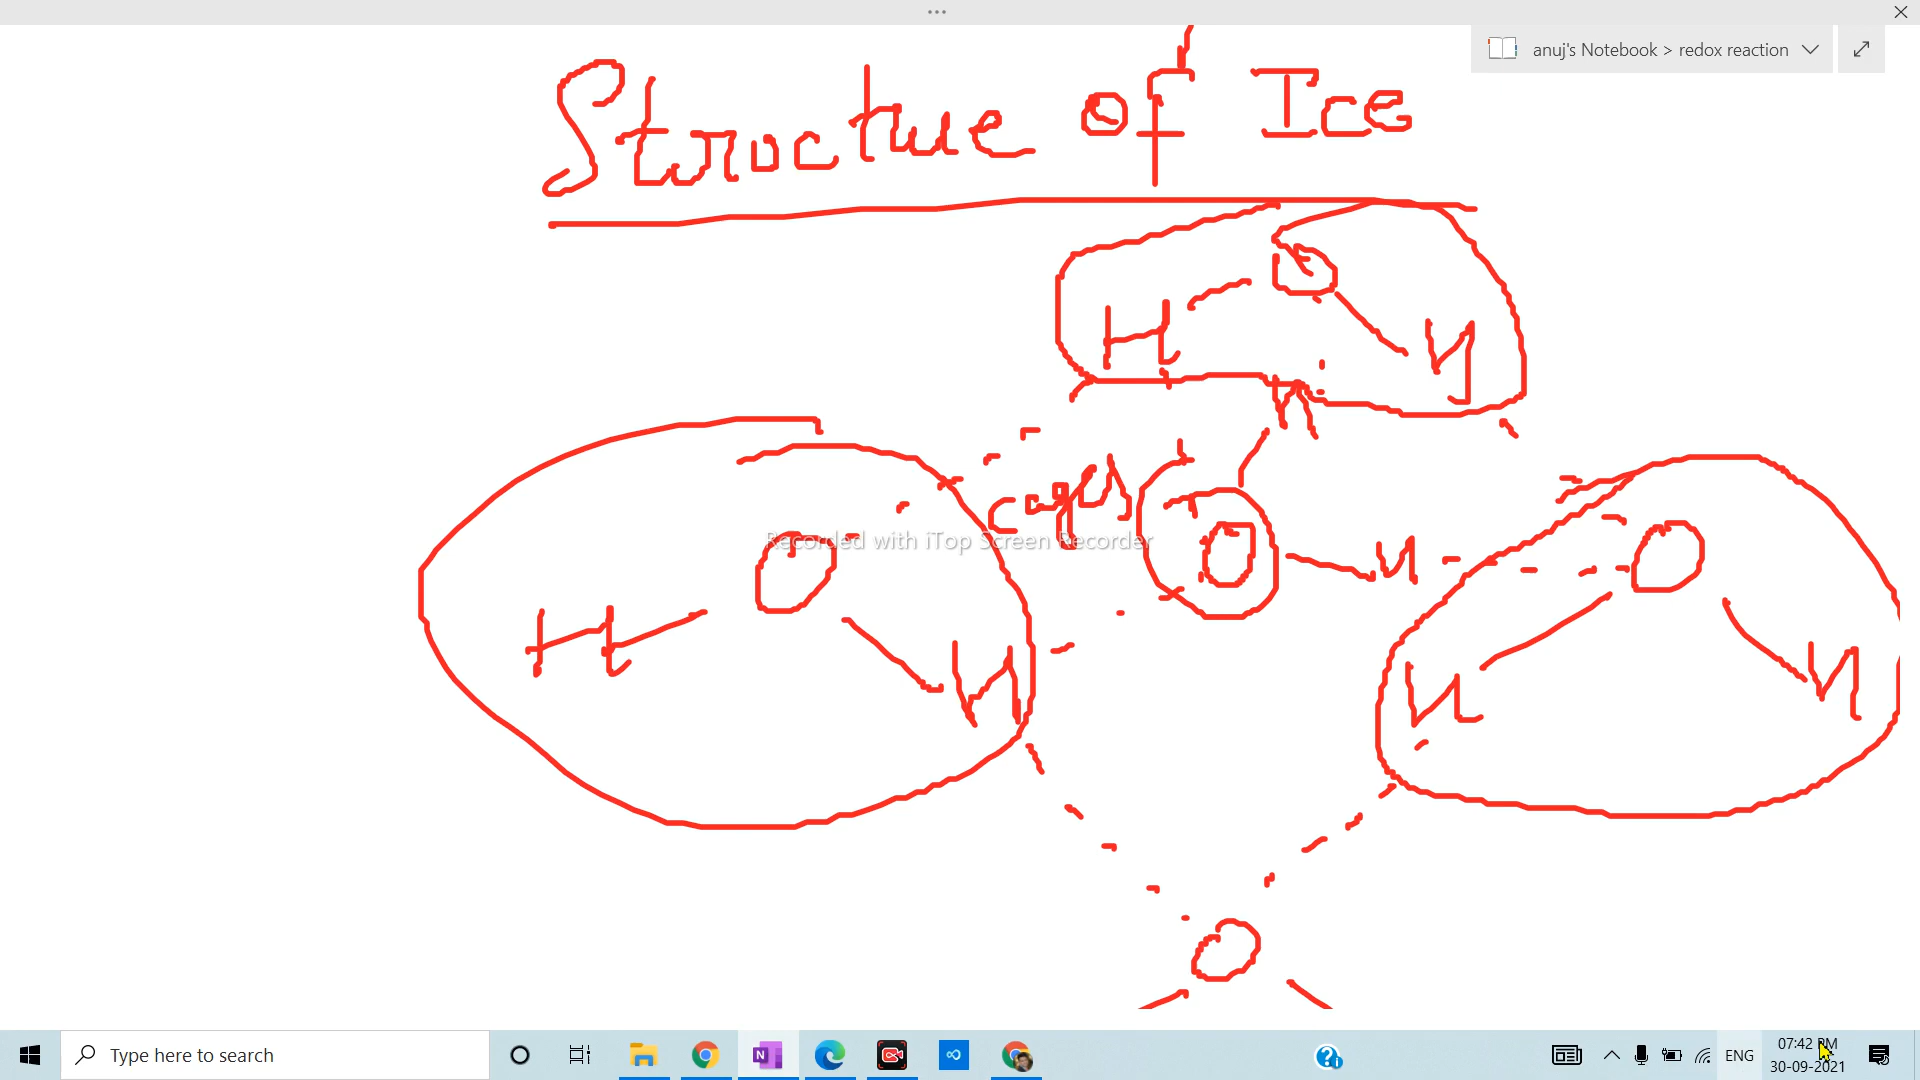 anuj's Notebook > redox reaction
Structure of Ice
O
H H
caged
O H O
O
H H H H
Recorded with iTop Screen Recorder
O
Type here to search
ENG
07:42 PM
30-09-2021